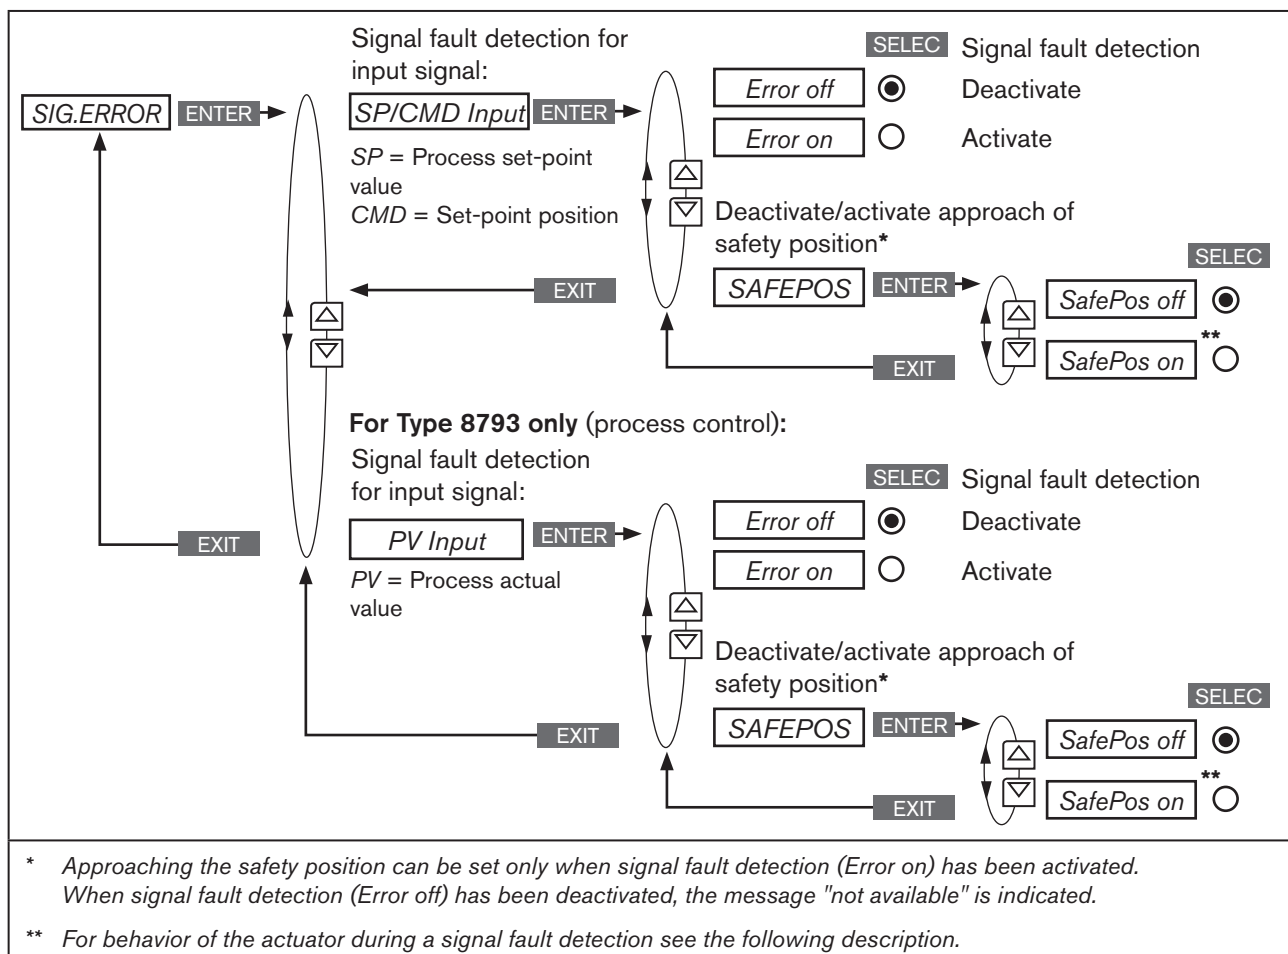 Signal fault detection for
input signal:
SELEC Signal fault detection
SIG.ERROR ENTER
SP/CMD Input ENTER
Error off Deactivate
Error on Activate
SP = Process set-point
value
CMD = Set-point position
Deactivate/activate approach of
safety position*
SELEC
EXIT
SAFEPOS ENTER
SafePos off
**
SafePos on
EXIT
For Type 8793 only (process control):
Signal fault detection
for input signal:
SELEC Signal fault detection
PV Input ENTER
Error off Deactivate
Error on Activate
EXIT
PV = Process actual
value
Deactivate/activate approach of
safety position*
SELEC
EXIT
SAFEPOS ENTER
SafePos off
**
SafePos on
EXIT
* Approaching the safety position can be set only when signal fault detection (Error on) has been activated.
When signal fault detection (Error off) has been deactivated, the message "not available" is indicated.
** For behavior of the actuator during a signal fault detection see the following description.